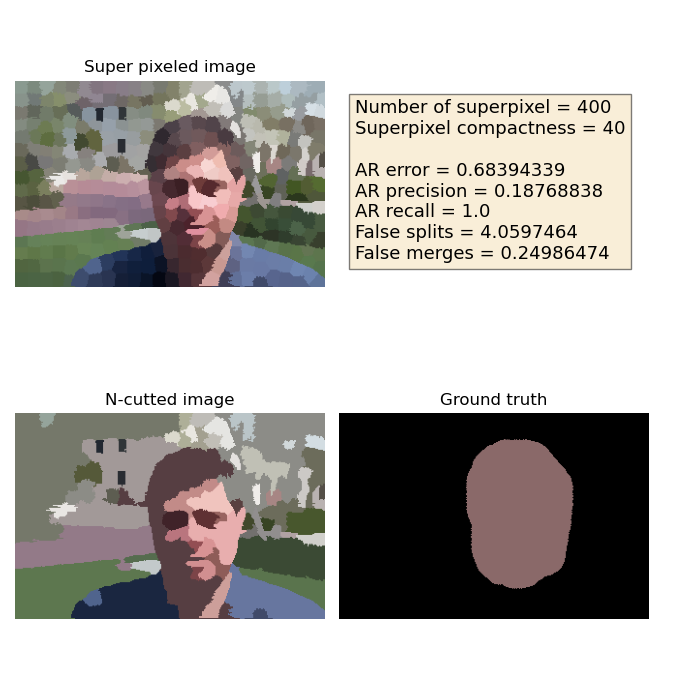 Super pixeled image
Number of superpixel = 400
Superpixel compactness = 40
AR error = 0.68394339
AR precision = 0.18768838
AR recall = 1.0
False splits = 4.0597464
False merges = 0.24986474
N-cutted image
Ground truth